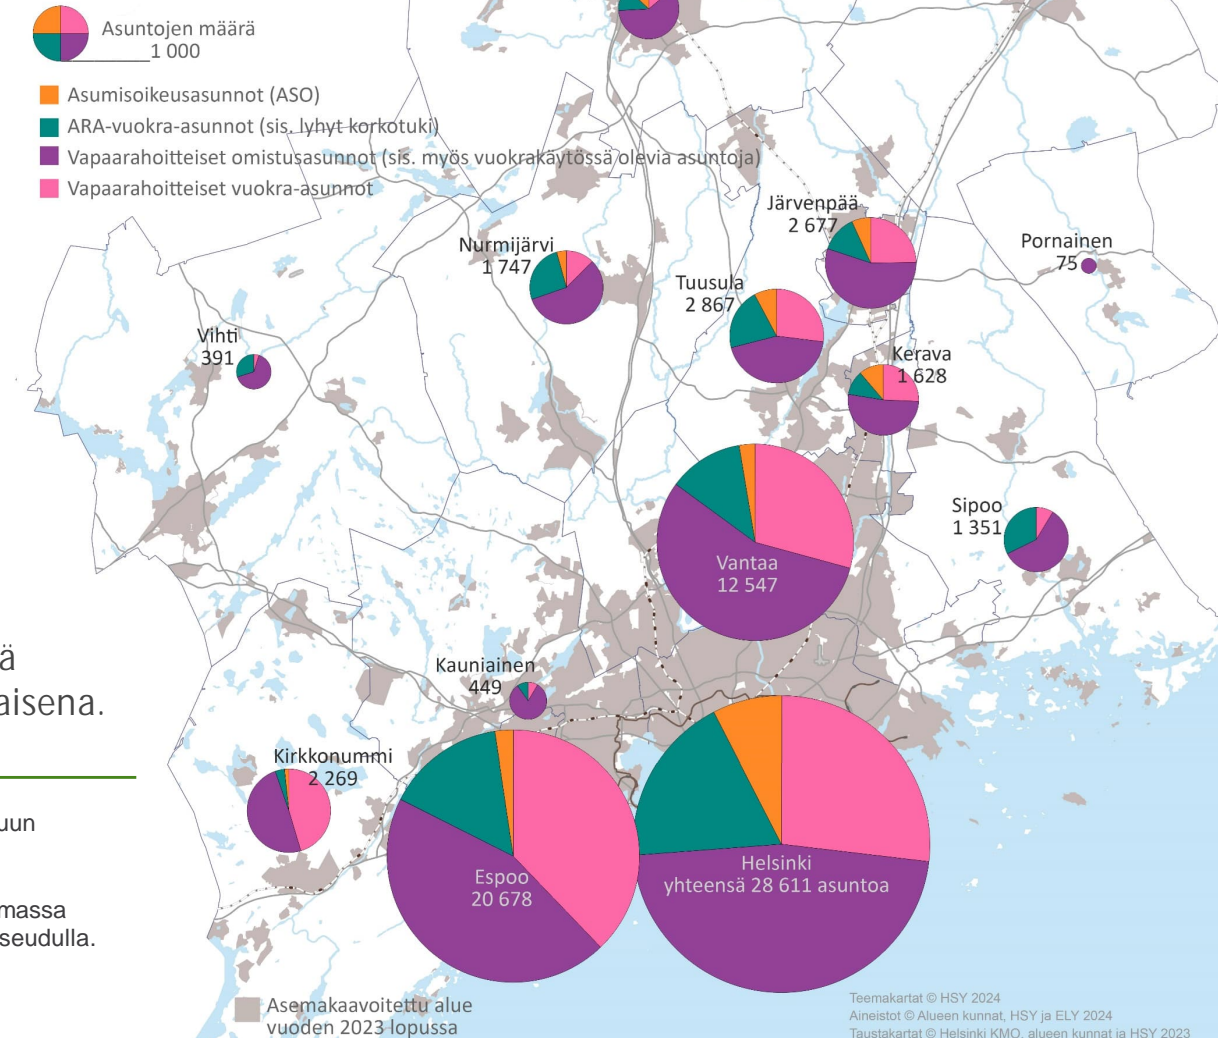 Asuntojen määrä
1 000
Asumisoikeusasunnot (ASO)
ARA-vuokra-asunnot (sis. lyhyt korkotuki)
Vapaarahoitteiset omistusasunnot (sis. myös vuokrakäytössä olevia asuntoja)
Vapaarahoitteiset vuokra-asunnot
Järvenpää
2 677
Nurmijärvi
1 747
Pornainen
75
Tuusula
2 867
Vihti
391
Kerava
1 628
Sipoo
1 351
Vantaa
12 547
ä
aisena.
Kauniainen
449
Kirkkonummi
2 269
uun
massa
seudulla.
Espoo
20 678
Helsinki
yhteensä 28 611 asuntoa
Asemakaavoitettu alue
vuoden 2023 lopussa
Teemakartat © HSY 2024
Aineistot © Alueen kunnat, HSY ja ELY 2024
Taustakartat © Helsinki KMO, alueen kunnat ja HSY 2023